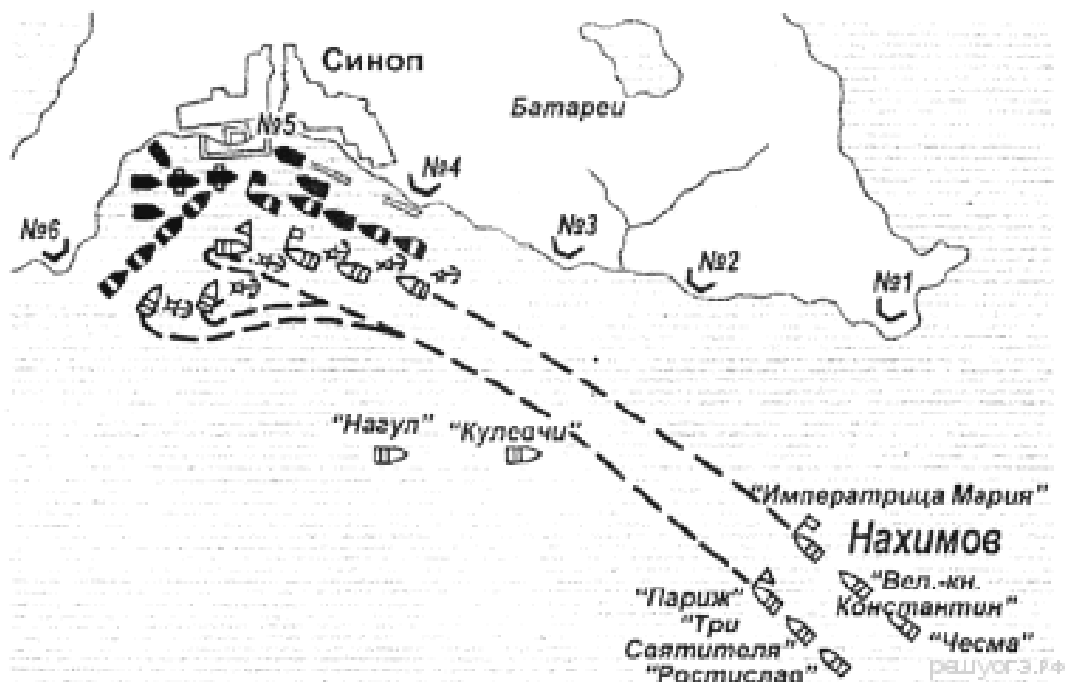 Синоп
Батареи
№5
№4
№6
№3
№2
№1
"Нагул" "Кулевчи"
"Императрица Мария"
Нахимов
"Вел.-кн.
Константин"
"Париж"
"Три
Святителя"
"Чесма"
"Ростислав"
решуогэ.рф